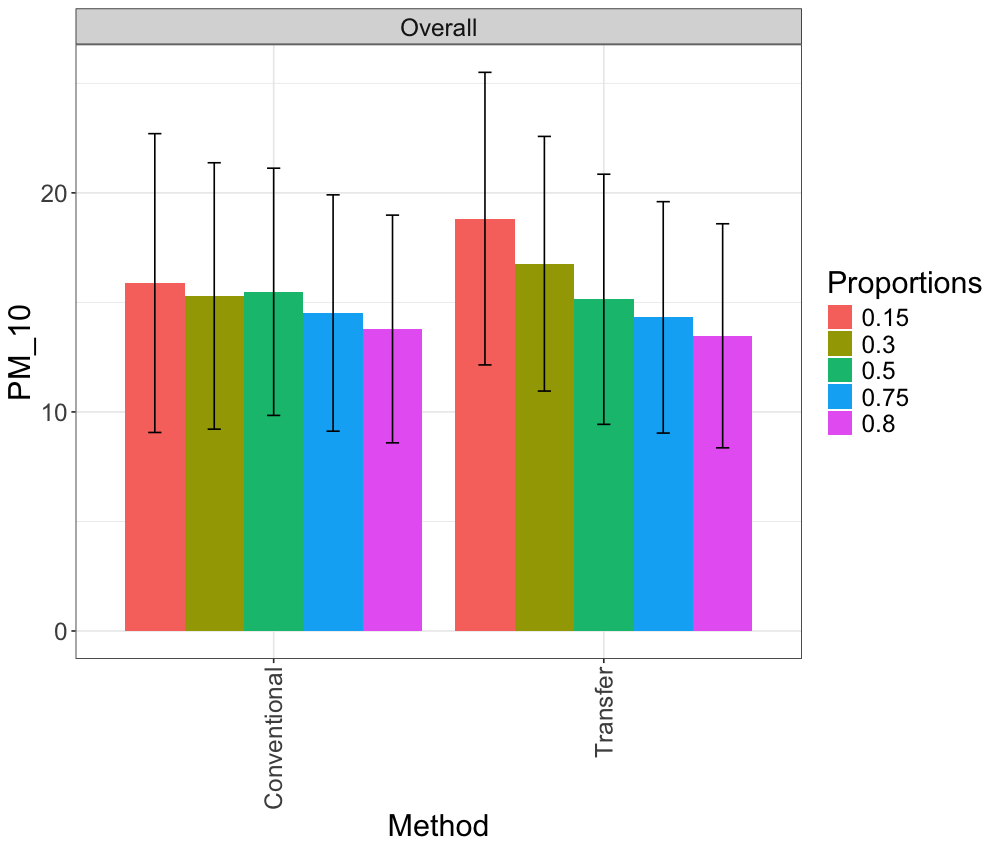 Overall
PM_10
20
10
0
Conventional
Transfer
Method
Proportions
0.15
0.3
0.5
0.75
0.8